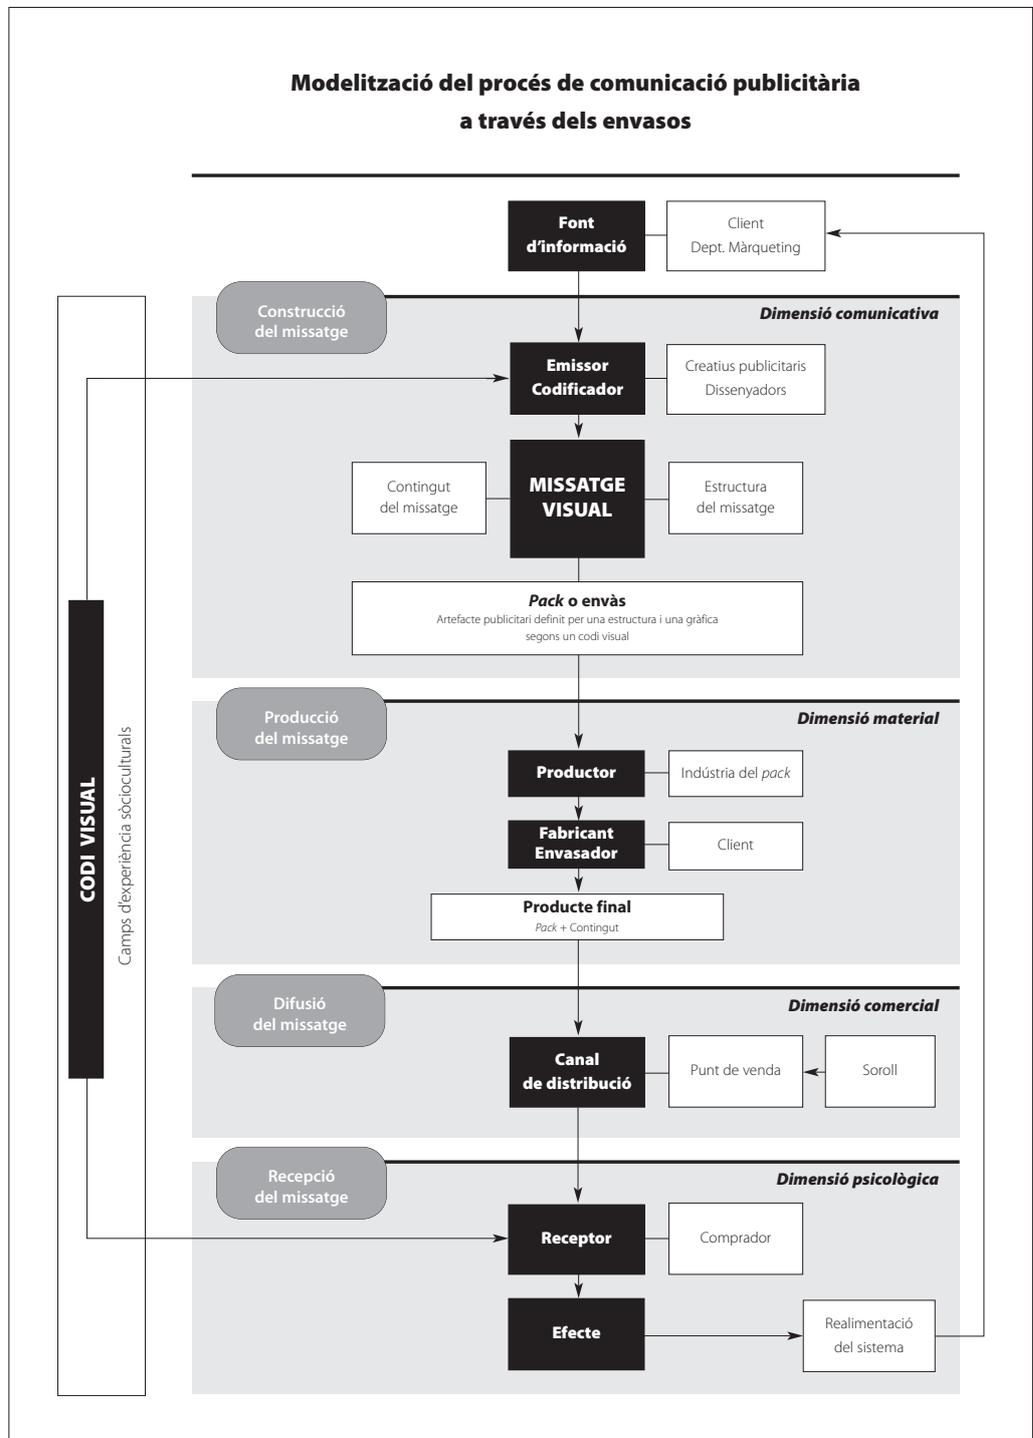 Modelització del procés de comunicació publicitària
a través dels envasos
Font
d'informació
Client
Dept. Màrqueting
Construcció
del missatge
Dimensió comunicativa
Emissor
Codificador
Creatius publicitaris
Dissenyadors
Contingut
del missatge
MISSATGE
VISUAL
Estructura
del missatge
Pack o envàs
Artefacte publicitari definit per una estructura i una gràfica
segons un codi visual
CODI VISUAL
Camps d'experiència sòcioculturals
Producció
del missatge
Dimensió material
Productor
Indústria del pack
Fabricant
Envasador
Client
Producte final
Pack + Contingut
Difusió
del missatge
Dimensió comercial
Canal
de distribució
Punt de venda
Soroll
Recepció
del missatge
Dimensió psicològica
Receptor
Comprador
Efecte
Realimentació
del sistema